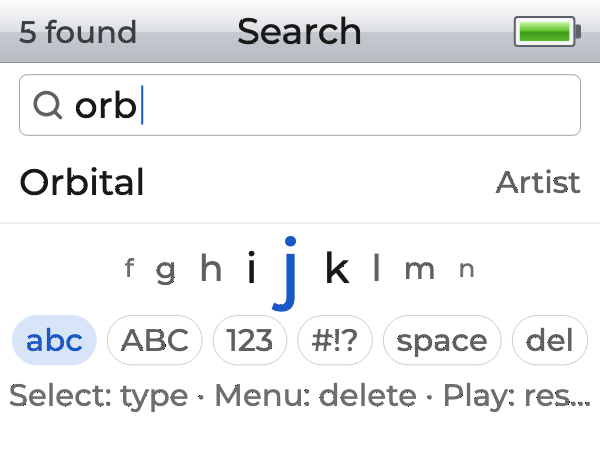 5 found Search
orb
Orbital Artist
f g h i j k l m n
abc ABC 123 #!? space del
Select: type · Menu: delete · Play: res...